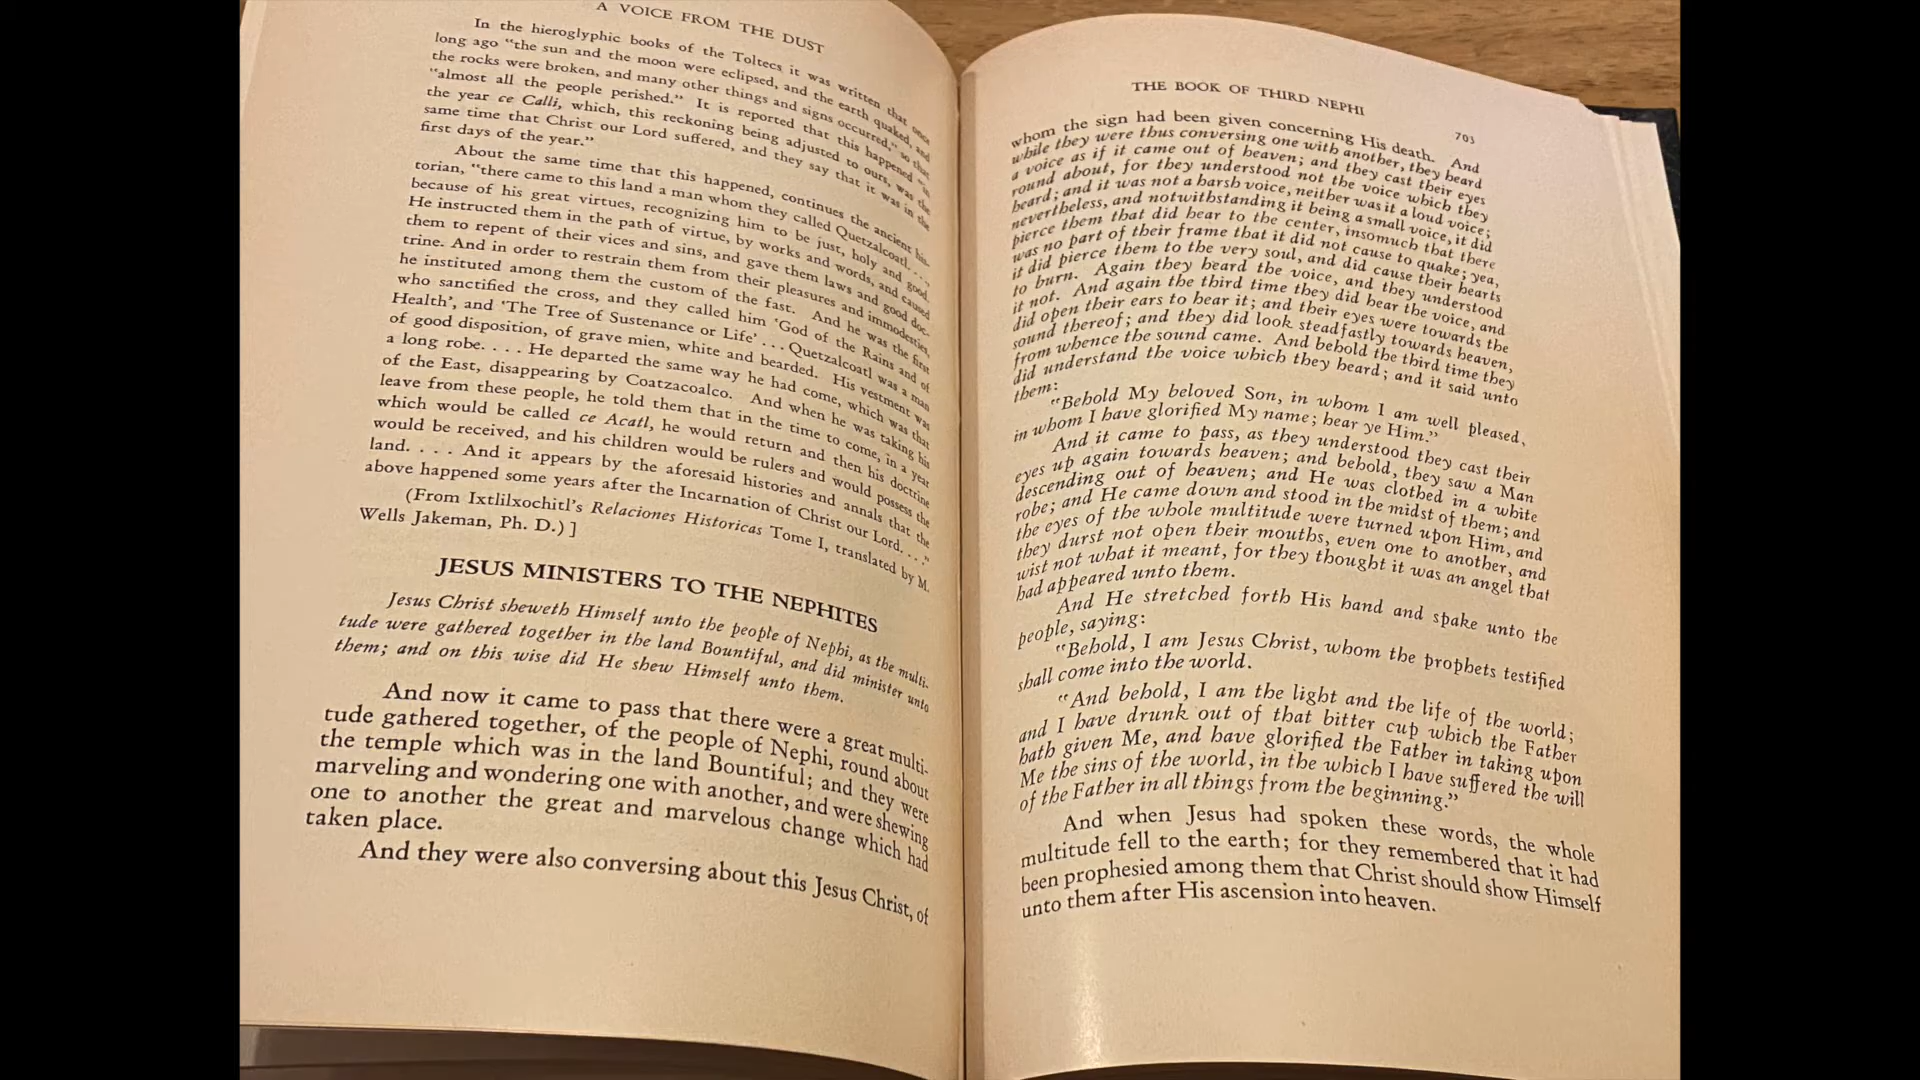 A VOICE FROM THE DUST
In the hieroglyphic books of the Toltecs it was written that once
long ago "the sun and the moon were eclipsed, and the earth quaked, and
the rocks were broken, and many other things and signs occurred," so that
"almost all the people perished." It is reported that this happened "in
the year ce Calli, which, this reckoning being adjusted to ours, was the
same time that Christ our Lord suffered, and they say that it was in the
first days of the year."
About the same time that this happened, continues the ancient his-
torian, "there came to this land a man whom they called Quetzalcoatl. . .
because of his great virtues, recognizing him to be just, holy and good.
He instructed them in the path of virtue, by works and words, and caused
them to repent of their vices and sins, and gave them laws and good doc-
trine. And in order to restrain them from their pleasures and immodesties,
he instituted among them the custom of the fast. And he was the first
who sanctified the cross, and they called him 'God of the Rains and of
Health', and 'The Tree of Sustenance or Life' . . . Quetzalcoatl was a man
of good disposition, of grave mien, white and bearded. His vestment was
a long robe. . . . He departed the same way he had come, which was that
of the East, disappearing by Coatzacoalco. And when he was taking his
leave from these people, he told them that in the time to come, in a year
which would be called ce Acatl, he would return and then his doctrine
would be received, and his children would be rulers and would possess the
land. . . . And it appears by the aforesaid histories and annals that the
above happened some years after the Incarnation of Christ our Lord. . . ."
(From Ixtlilxochitl's Relaciones Historicas Tome I, translated by M.
Wells Jakeman, Ph. D.) ]
JESUS MINISTERS TO THE NEPHITES
Jesus Christ sheweth Himself unto the people of Nephi, as the multi-
tude were gathered together in the land Bountiful, and did minister unto
them; and on this wise did He shew Himself unto them.
And now it came to pass that there were a great multi-
tude gathered together, of the people of Nephi, round about
the temple which was in the land Bountiful; and they were
marveling and wondering one with another, and were shewing
one to another the great and marvelous change which had
taken place.
And they were also conversing about this Jesus Christ, of
THE BOOK OF THIRD NEPHI
703
whom the sign had been given concerning His death. And
while they were thus conversing one with another, they heard
a voice as if it came out of heaven; and they cast their eyes
round about, for they understood not the voice which they
heard; and it was not a harsh voice, neither was it a loud voice;
nevertheless, and notwithstanding it being a small voice, it did
pierce them that did hear to the center, insomuch that there
was no part of their frame that it did not cause to quake; yea,
it did pierce them to the very soul, and did cause their hearts
to burn. Again they heard the voice, and they understood
it not. And again the third time they did hear the voice, and
did open their ears to hear it; and their eyes were towards the
sound thereof; and they did look steadfastly towards heaven,
from whence the sound came. And behold the third time they
did understand the voice which they heard; and it said unto
them:
"Behold My beloved Son, in whom I am well pleased,
in whom I have glorified My name; hear ye Him."
And it came to pass, as they understood they cast their
eyes up again towards heaven; and behold, they saw a Man
descending out of heaven; and He was clothed in a white
robe; and He came down and stood in the midst of them; and
the eyes of the whole multitude were turned upon Him, and
they durst not open their mouths, even one to another, and
wist not what it meant, for they thought it was an angel that
had appeared unto them.
And He stretched forth His hand and spake unto the
people, saying:
"Behold, I am Jesus Christ, whom the prophets testified
shall come into the world.
"And behold, I am the light and the life of the world;
and I have drunk out of that bitter cup which the Father
hath given Me, and have glorified the Father in taking upon
Me the sins of the world, in the which I have suffered the will
of the Father in all things from the beginning."
And when Jesus had spoken these words, the whole
multitude fell to the earth; for they remembered that it had
been prophesied among them that Christ should show Himself
unto them after His ascension into heaven.